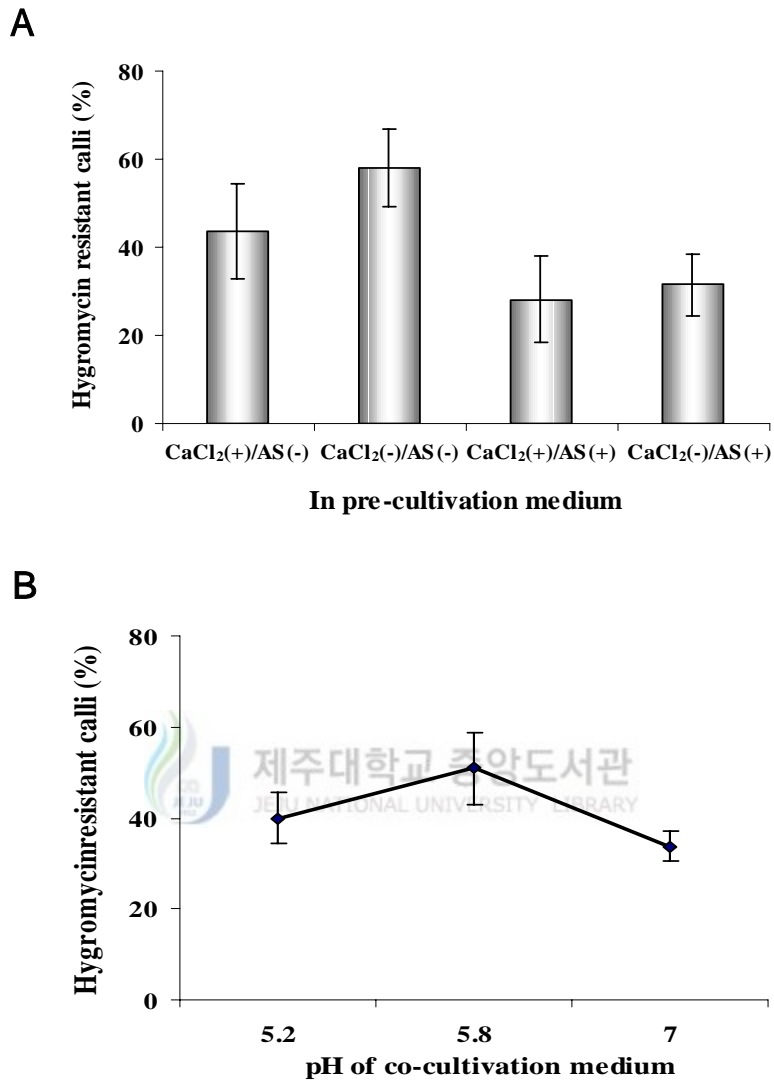 A
Hygromycin resistant calli (%)
80
60
40
20
0
CaCl₂(+)/AS(-) CaCl₂(-)/AS(-) CaCl₂(+)/AS(+) CaCl₂(-)/AS(+)
In pre-cultivation medium
B
Hygromycinresistant calli (%)
80
60
40
20
0
제주대학교 중앙도서관
JEJU NATIONAL UNIVERSITY LIBRARY
JEJU
5.2 5.8 7
pH of co-cultivation medium